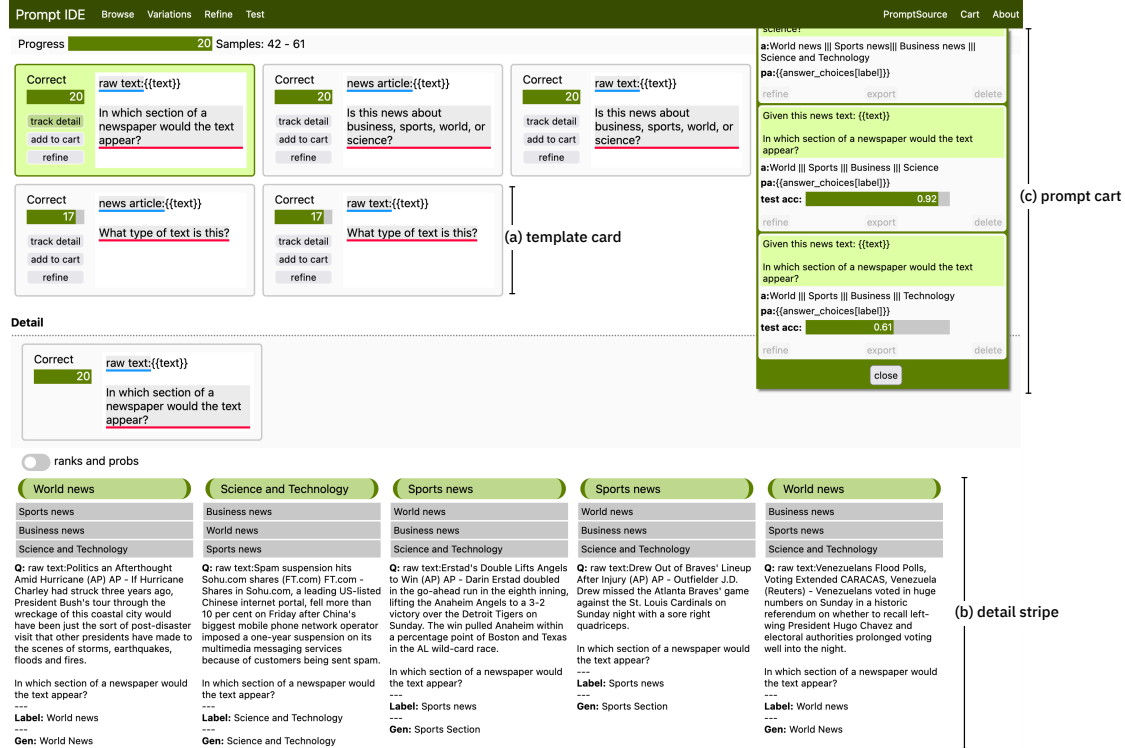 Prompt IDE Browse Variations Refine Test PromptSource Cart About
Progress 20 Samples: 42 - 61
Correct
20
track detail
add to cart
refine
raw text:{{text}}
In which section of a
newspaper would the text
appear?
Correct
20
track detail
add to cart
refine
news article:{{text}}
Is this news about
business, sports, world, or
science?
Correct
20
track detail
add to cart
refine
raw text:{{text}}
Is this news about
business, sports, world, or
science?
Correct
17
track detail
add to cart
refine
news article:{{text}}
What type of text is this?
Correct
17
track detail
add to cart
refine
raw text:{{text}}
What type of text is this?
(a) template card
science?
a:World news ||| Sports news||| Business news |||
Science and Technology
pa:{{answer_choices[label]}}
refine export delete
Given this news text: {{text}}
In which section of a newspaper would the text
appear?
a:World ||| Sports ||| Business ||| Science
pa:{{answer_choices[label]}}
test acc: 0.92
refine export delete
Given this news text: {{text}}
In which section of a newspaper would the text
appear?
a:World ||| Sports ||| Business ||| Technology
pa:{{answer_choices[label]}}
test acc: 0.61
refine export delete
close
(c) prompt cart
Detail
Correct
20
raw text:{{text}}
In which section of a
newspaper would the text
appear?
ranks and probs
World news
Sports news
Business news
Science and Technology
Q: raw text:Politics an Afterthought
Amid Hurricane (AP) AP - If Hurricane
Charley had struck three years ago,
President Bush's tour through the
wreckage of this coastal city would
have been just the sort of post-disaster
visit that other presidents have made to
the scenes of storms, earthquakes,
floods and fires.
In which section of a newspaper would
the text appear?
---
Label: World news
---
Gen: World News
Science and Technology
Business news
World news
Sports news
Q: raw text:Spam suspension hits
Sohu.com shares (FT.com) FT.com -
Shares in Sohu.com, a leading US-listed
Chinese internet portal, fell more than
10 per cent on Friday after China's
biggest mobile phone network operator
imposed a one-year suspension on its
multimedia messaging services
because of customers being sent spam.
In which section of a newspaper would
the text appear?
---
Label: Science and Technology
---
Gen: Science and Technology
Sports news
World news
Business news
Science and Technology
Q: raw text:Erstad's Double Lifts Angels
to Win (AP) AP - Darin Erstad doubled
in the go-ahead run in the eighth inning,
lifting the Anaheim Angels to a 3-2
victory over the Detroit Tigers on
Sunday. The win pulled Anaheim within
a percentage point of Boston and Texas
in the AL wild-card race.
In which section of a newspaper would
the text appear?
---
Label: Sports news
---
Gen: Sports Section
Sports news
World news
Business news
Science and Technology
Q: raw text:Drew Out of Braves' Lineup
After Injury (AP) AP - Outfielder J.D.
Drew missed the Atlanta Braves' game
against the St. Louis Cardinals on
Sunday night with a sore right
quadriceps.
In which section of a newspaper would
the text appear?
---
Label: Sports news
---
Gen: Sports Section
World news
Business news
Sports news
Science and Technology
Q: raw text:Venezuelans Flood Polls,
Voting Extended CARACAS, Venezuela
(Reuters) - Venezuelans voted in huge
numbers on Sunday in a historic
referendum on whether to recall left-
wing President Hugo Chavez and
electoral authorities prolonged voting
well into the night.
In which section of a newspaper would
the text appear?
---
Label: World news
---
Gen: World News
(b) detail stripe